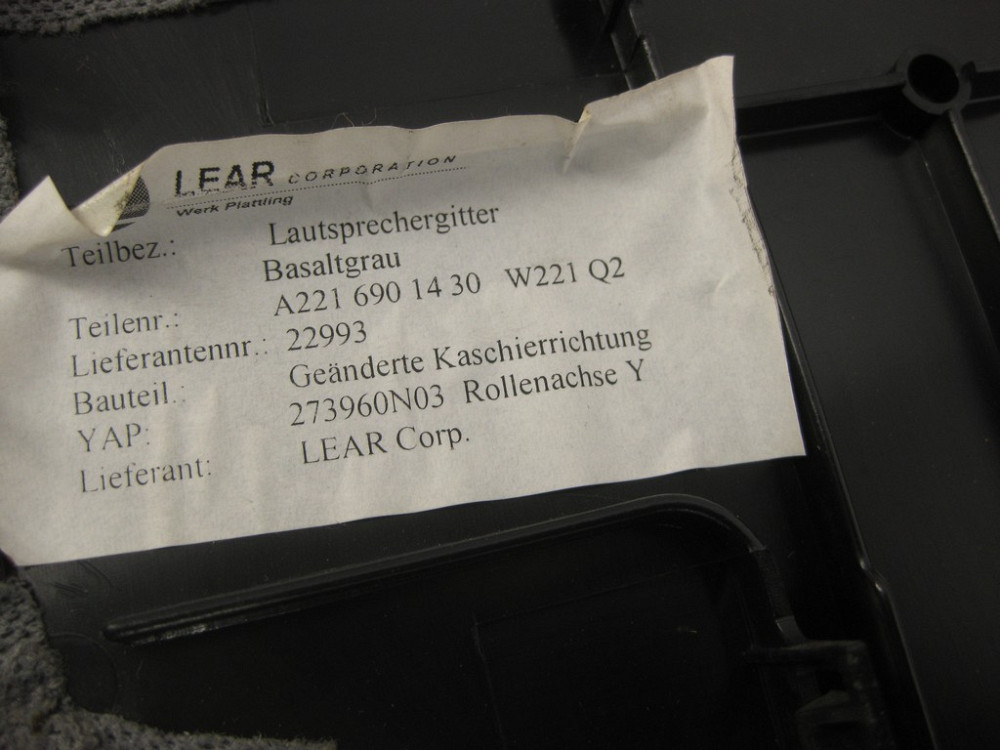 LEAR CORPORATION
Werk Plattling
Teilbez.: Lautsprechergitter
Basaltgrau
Teilenr.: A221 690 14 30 W221 Q2
Lieferantennr.: 22993
Bauteil.: Geänderte Kaschierrichtung
YAP: 273960N03 Rollenachse Y
Lieferant: LEAR Corp.